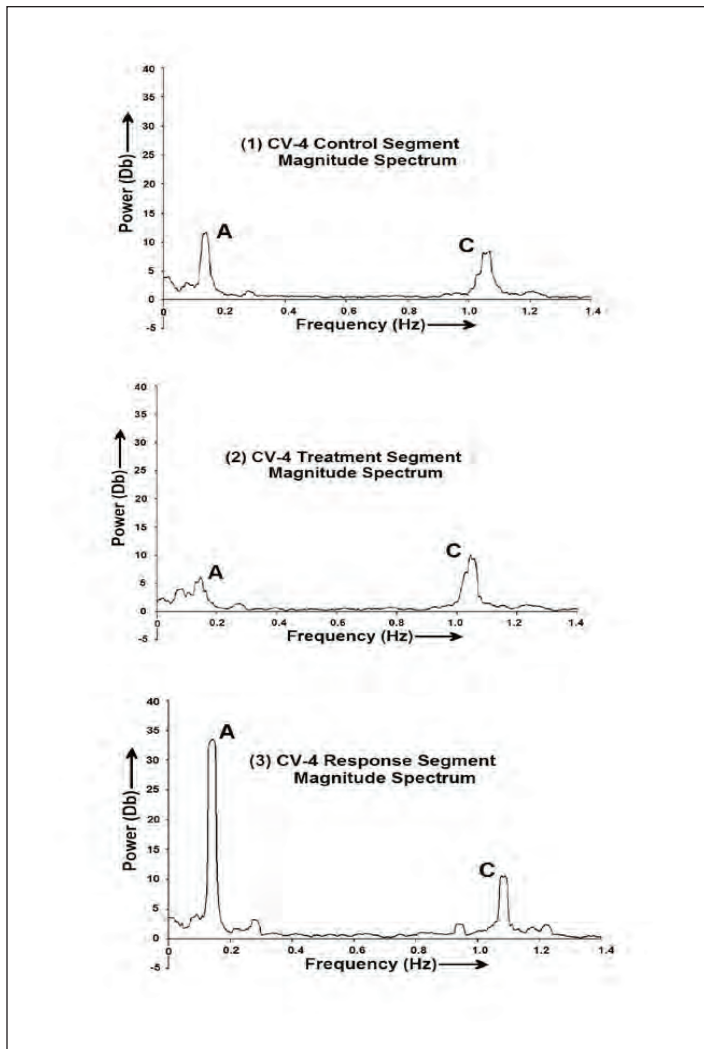 40
35
30
25
20
15
10
5
0
-5
Power (Db)
(1) CV-4 Control Segment
Magnitude Spectrum
A
C
0 0.2 0.4 0.6 0.8 1.0 1.2 1.4
Frequency (Hz)
40
35
30
25
20
15
10
5
0
-5
Power (Db)
(2) CV-4 Treatment Segment
Magnitude Spectrum
A
C
0 0.2 0.4 0.6 0.8 1.0 1.2 1.4
Frequency (Hz)
40
35
30
25
20
15
10
5
0
-5
Power (Db)
A
(3) CV-4 Response Segment
Magnitude Spectrum
C
0 0.2 0.4 0.6 0.8 1.0 1.2 1.4
Frequency (Hz)